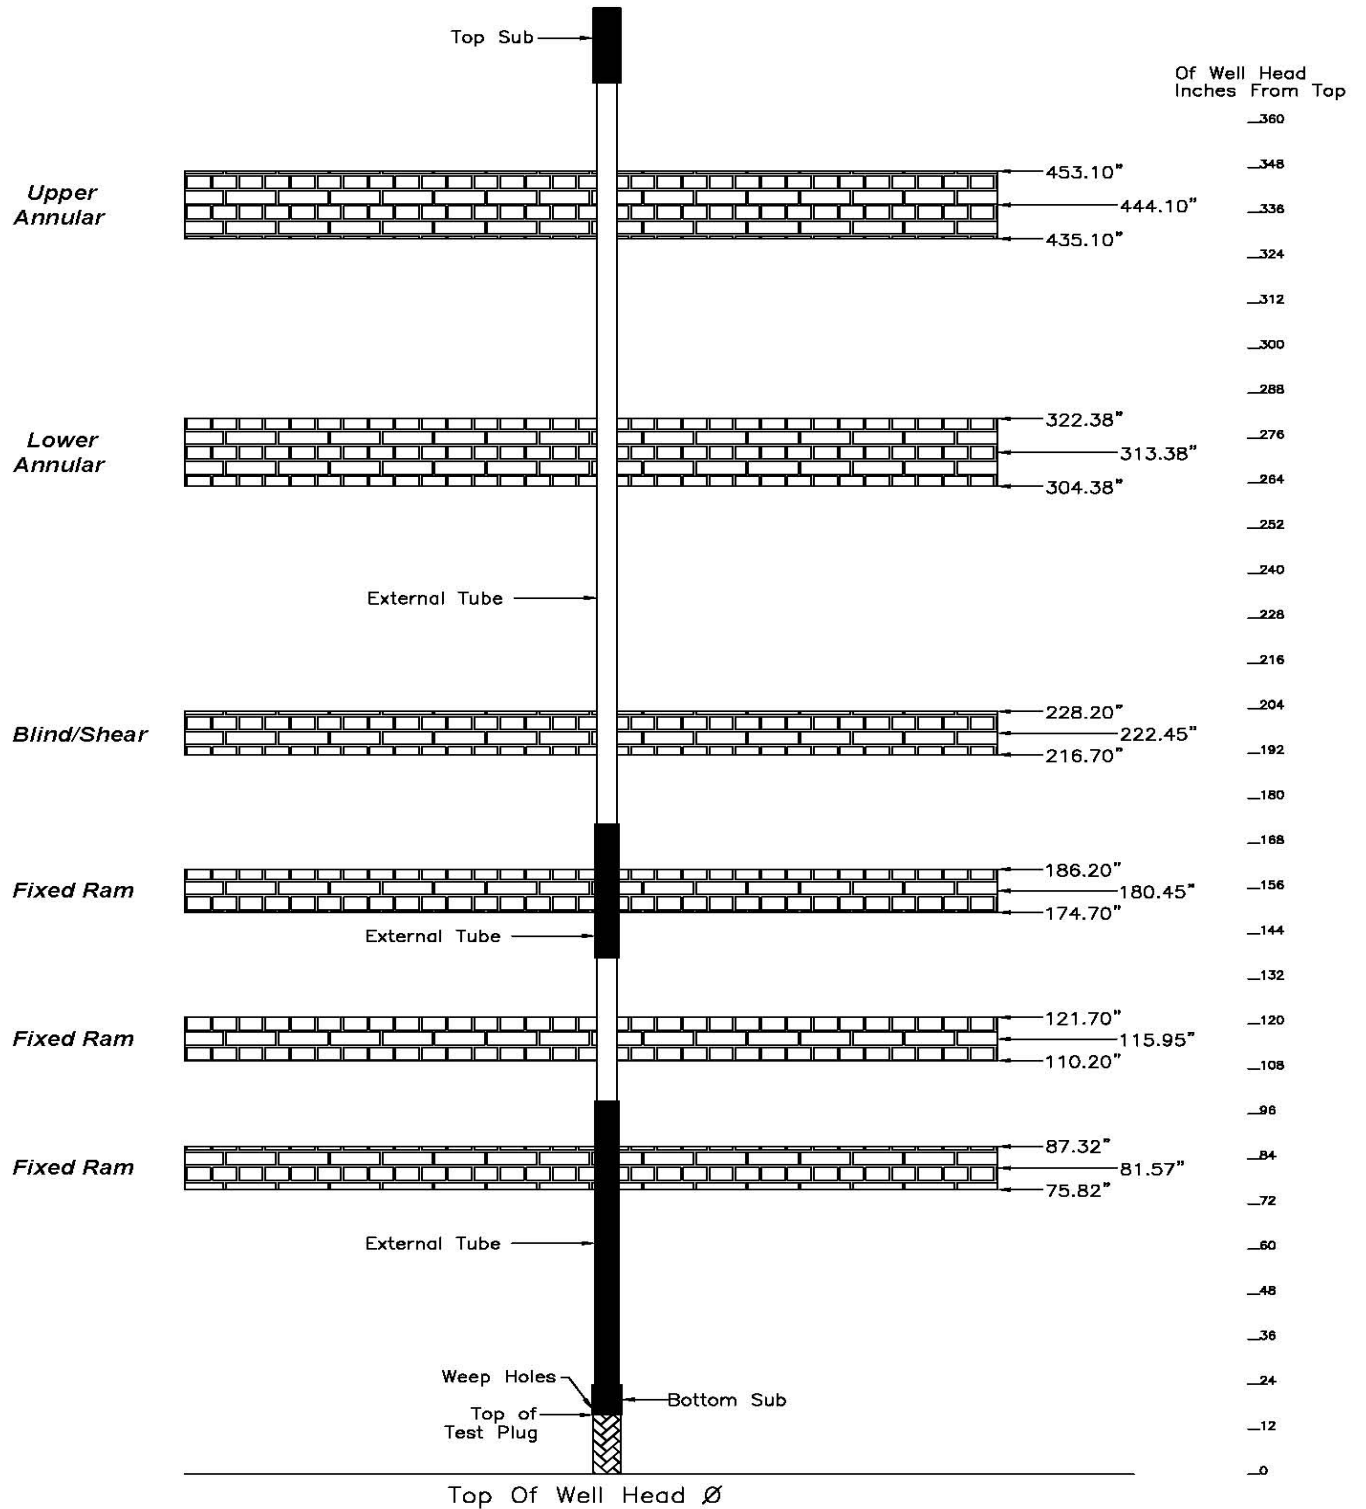 Top Sub
Of Well Head
Inches From Top
360
348
453.10"
Upper
Annular
444.10"
336
435.10"
324
312
300
288
322.38"
Lower
Annular
276
313.38"
264
304.38"
252
240
External Tube
228
216
204
228.20"
Blind/Shear
222.45"
192
216.70"
180
168
186.20"
Fixed Ram
156
180.45"
174.70"
External Tube
144
132
121.70"
120
Fixed Ram
115.95"
110.20"
108
96
87.32"
84
Fixed Ram
81.57"
75.82"
72
External Tube
60
48
36
Weep Holes
24
Bottom Sub
Top of
Test Plug
12
0
Top Of Well Head Ø